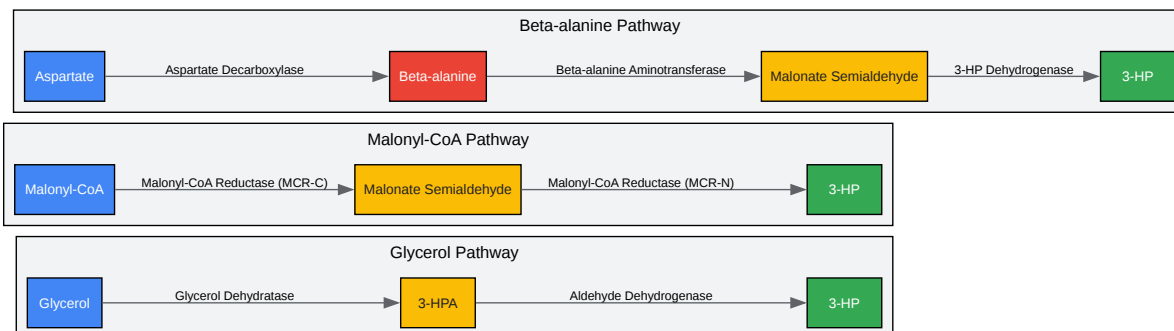 Beta-alanine Pathway
Aspartate Aspartate Decarboxylase Beta-alanine Beta-alanine Aminotransferase Malonate Semialdehyde 3-HP Dehydrogenase 3-HP
Malonyl-CoA Pathway
Malonyl-CoA Malonyl-CoA Reductase (MCR-C) Malonate Semialdehyde Malonyl-CoA Reductase (MCR-N) 3-HP
Glycerol Pathway
Glycerol Glycerol Dehydratase 3-HPA Aldehyde Dehydrogenase 3-HP